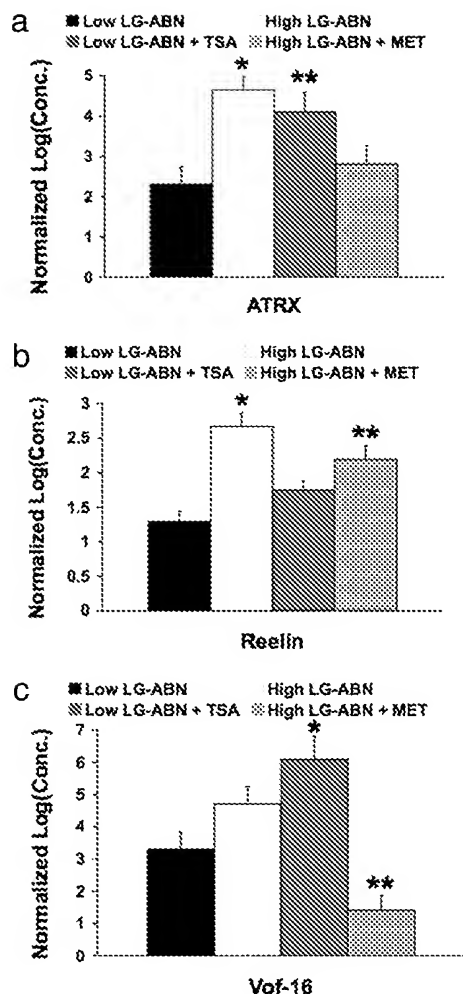 a
Low LG-ABN High LG-ABN
Low LG-ABN + TSA High LG-ABN + MET
Normalized Log(Conc.)
5
4
3
2
1
0
*
**
ATRX
b
Low LG-ABN High LG-ABN
Low LG-ABN + TSA High LG-ABN + MET
Normalized Log(Conc.)
3
2.5
2
1.5
1
0.5
0
*
**
Reelin
c
Low LG-ABN High LG-ABN
Low LG-ABN + TSA High LG-ABN + MET
Normalized Log(Conc.)
7
6
5
4
3
2
1
0
*
**
Vof-16